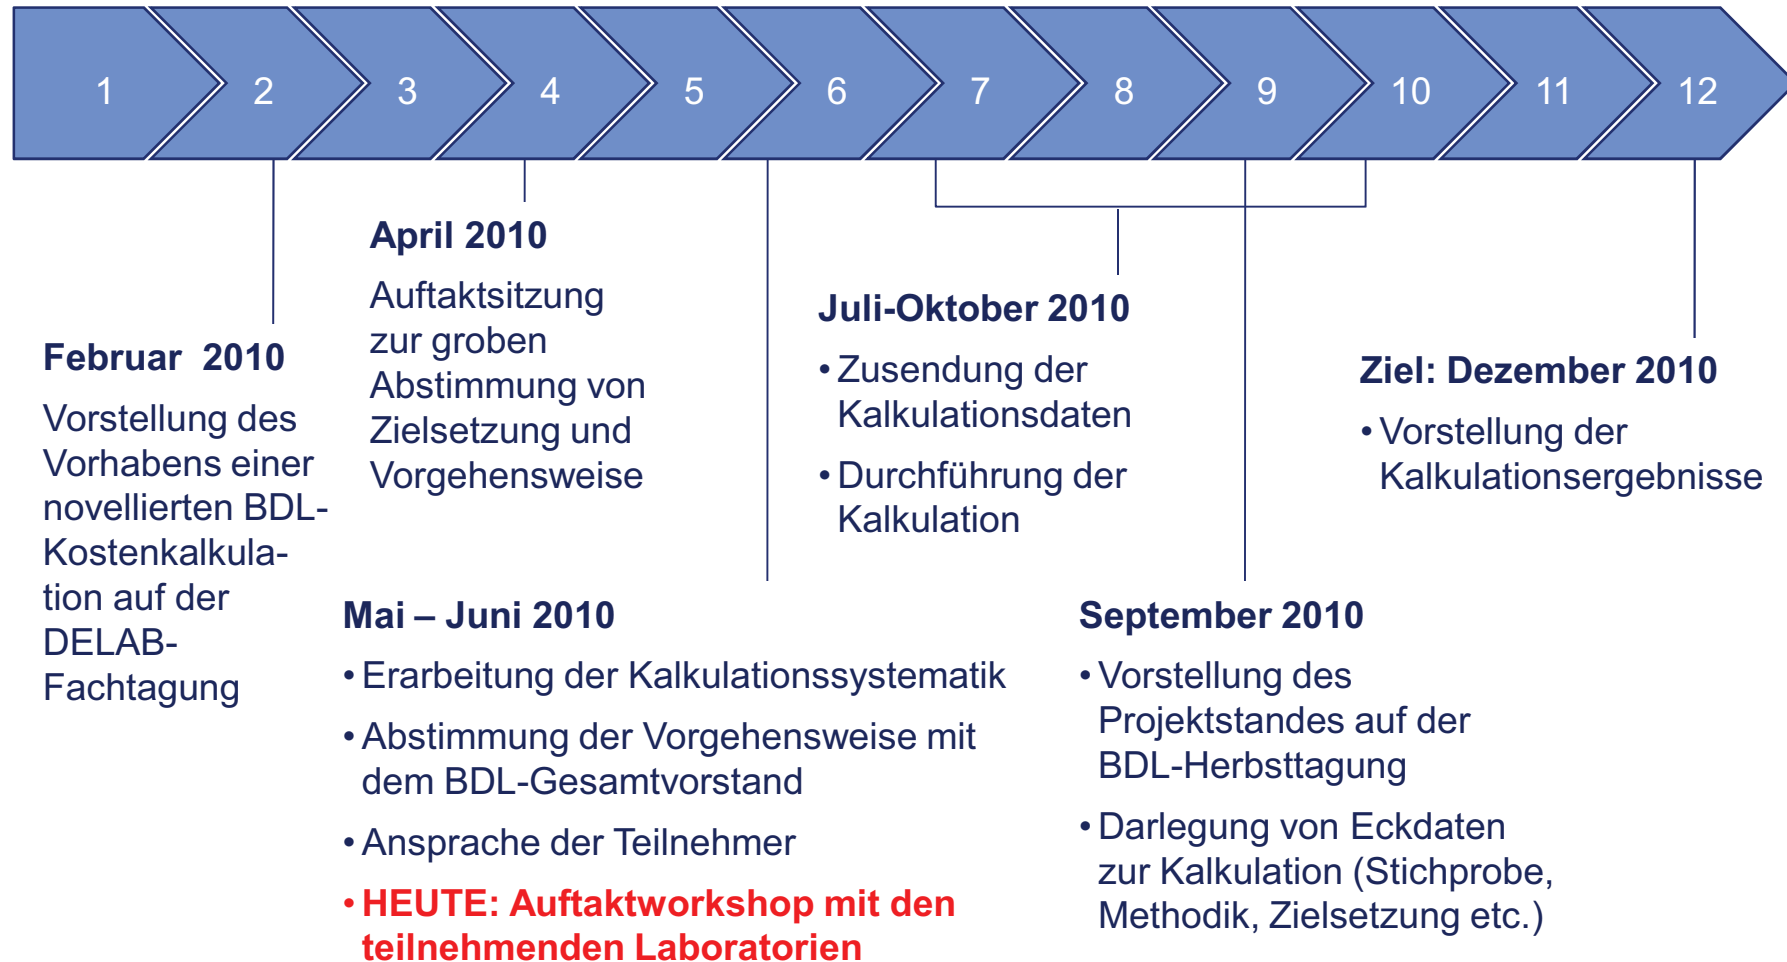 1 2 3 4 5 6 7 8 9 10 11 12
Februar 2010
Vorstellung des
Vorhabens einer
novellierten BDL-
Kostenkalkula-
tion auf der
DELAB-
Fachtagung
April 2010
Auftaktsitzung
zur groben
Abstimmung von
Zielsetzung und
Vorgehensweise
Mai – Juni 2010
• Erarbeitung der Kalkulationssystematik
• Abstimmung der Vorgehensweise mit
dem BDL-Gesamtvorstand
• Ansprache der Teilnehmer
• HEUTE: Auftaktworkshop mit den
teilnehmenden Laboratorien
Juli-Oktober 2010
• Zusendung der
Kalkulationsdaten
• Durchführung der
Kalkulation
September 2010
• Vorstellung des
Projektstandes auf der
BDL-Herbsttagung
• Darlegung von Eckdaten
zur Kalkulation (Stichprobe,
Methodik, Zielsetzung etc.)
Ziel: Dezember 2010
• Vorstellung der
Kalkulationsergebnisse